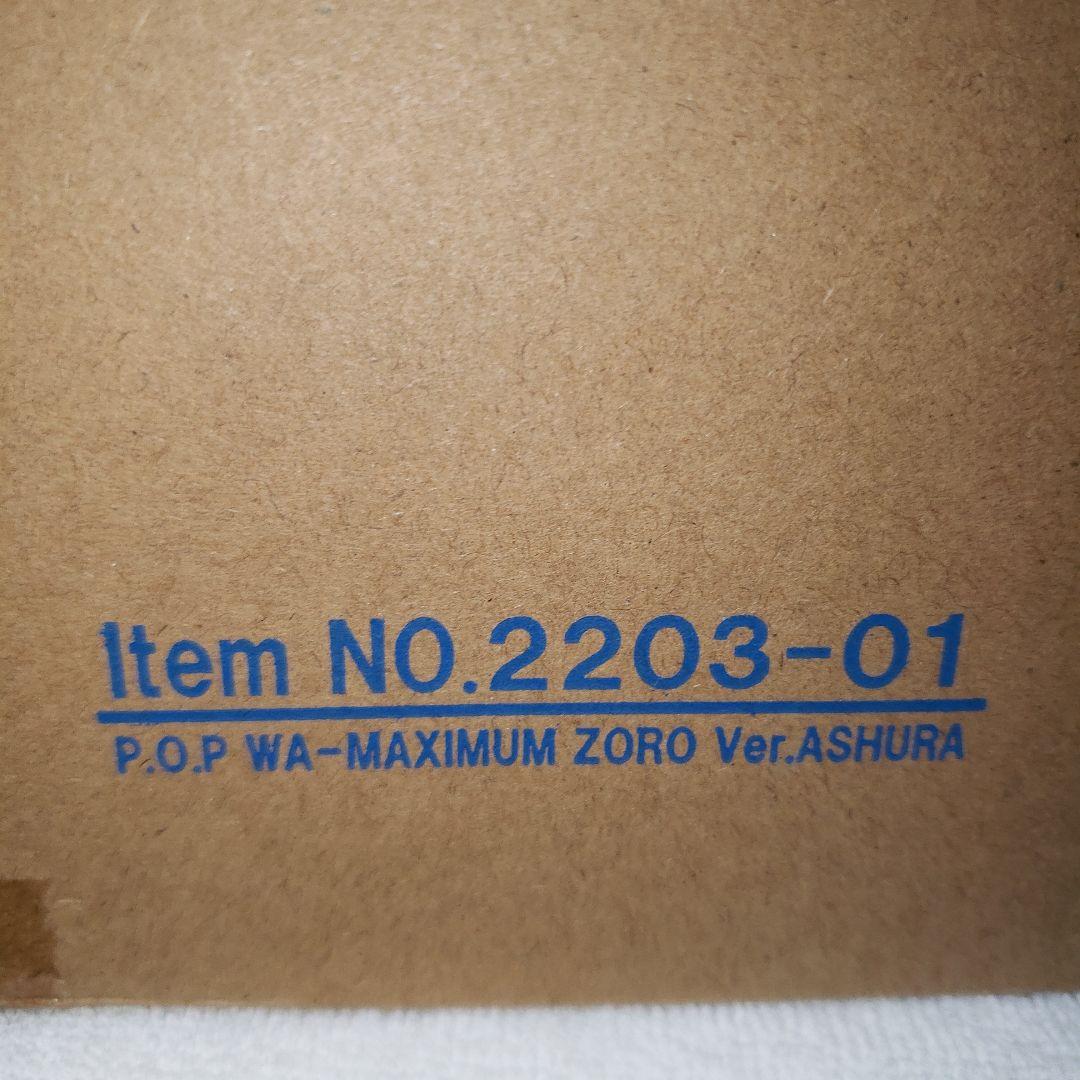 Item NO.2203-01
P.O.P WA-MAXIMUM ZORO Ver.ASHURA